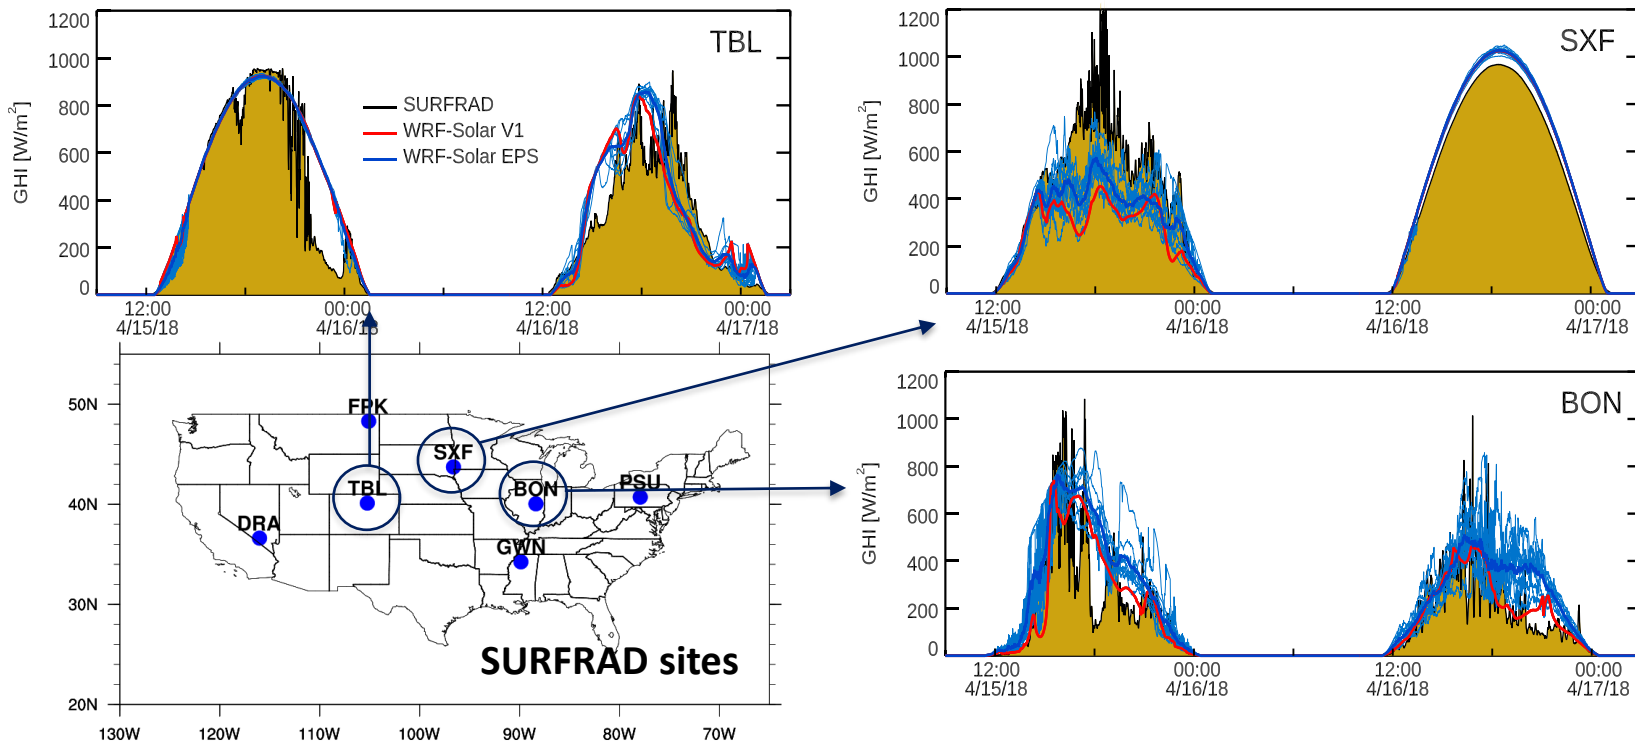 TBL
1200
1000
800
600
400
200
0
GHI [W/m²]
SURFRAD
WRF-Solar V1
WRF-Solar EPS
12:00 00:00 12:00 00:00
4/15/18 4/16/18 4/16/18 4/17/18
SXF
1200
1000
800
600
400
200
0
GHI [W/m²]
12:00 00:00 12:00 00:00
4/15/18 4/16/18 4/16/18 4/17/18
50N
40N
30N
20N
FPK
SXF
TBL
BON
PSU
DRA
GWN
SURFRAD sites
130W 120W 110W 100W 90W 80W 70W
BON
1200
1000
800
600
400
200
0
GHI [W/m²]
12:00 00:00 12:00 00:00
4/15/18 4/16/18 4/16/18 4/17/18